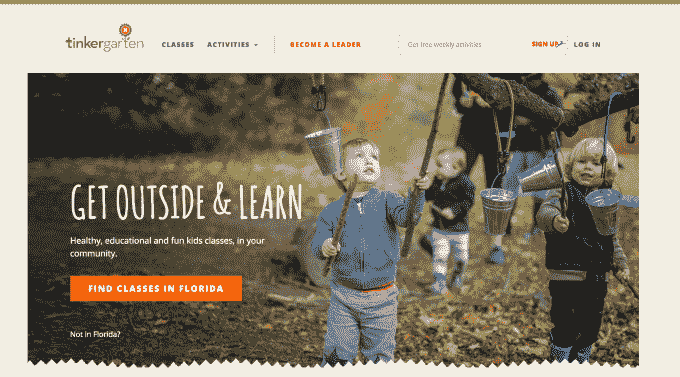 tinkergarten
CLASSES
ACTIVITIES
BECOME A LEADER
Get free weekly activities
SIGN UP
LOG IN
GET OUTSIDE & LEARN
Healthy, educational and fun kids classes, in your
community.
FIND CLASSES IN FLORIDA
Not in Florida?